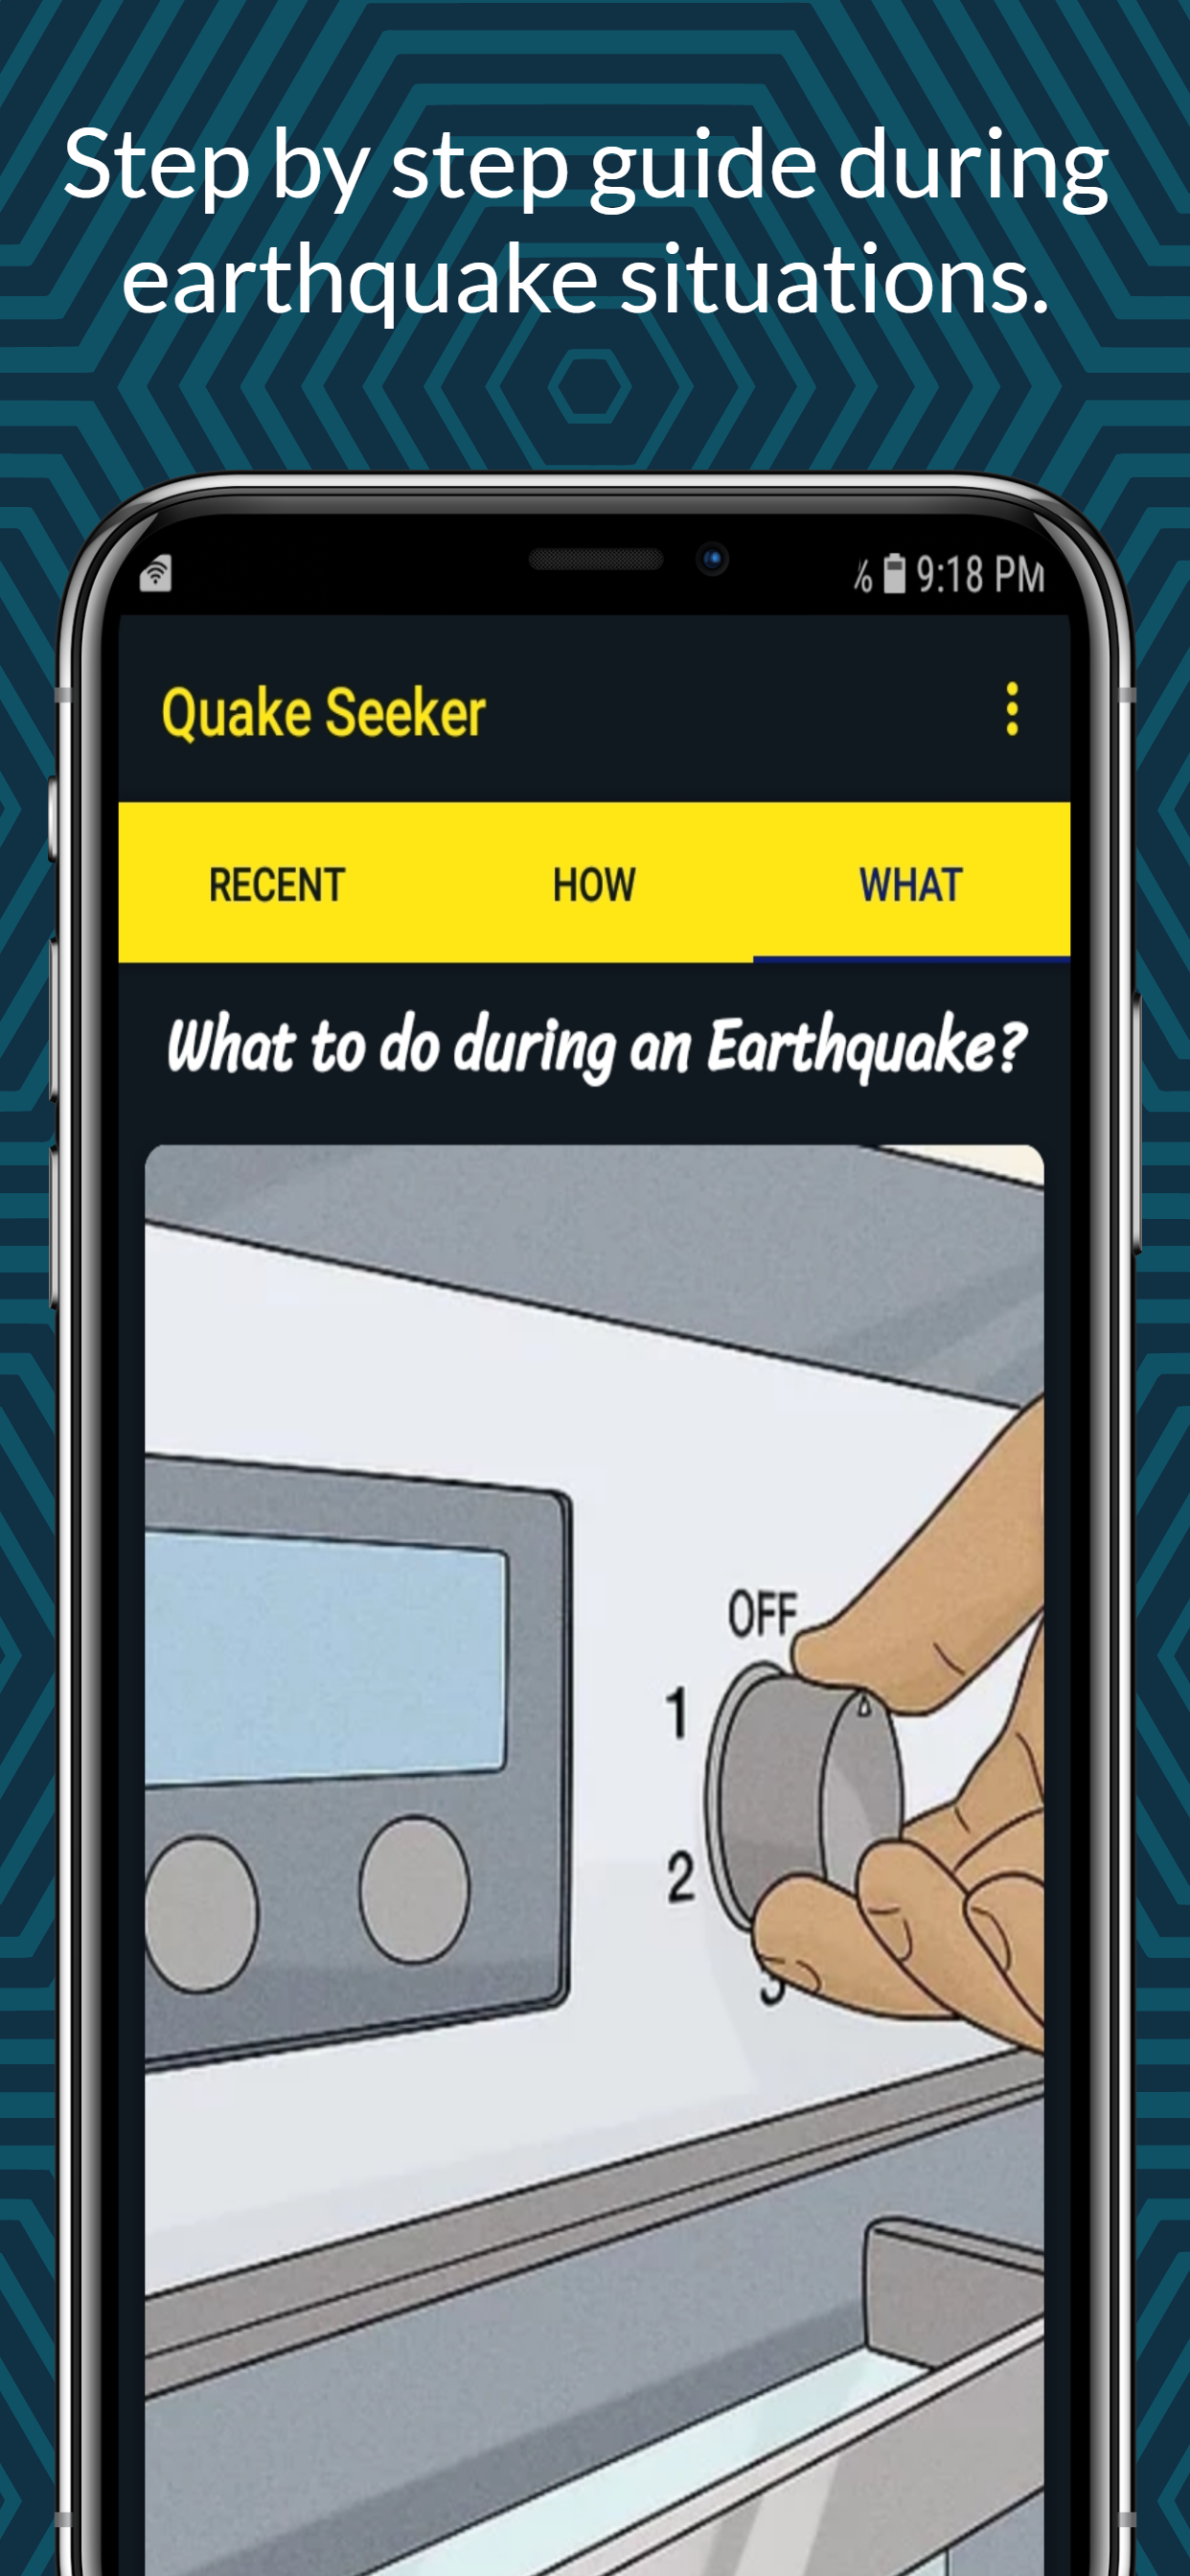 Step by step guide during
earthquake situations.
9:18 PM
Quake Seeker
RECENT HOW WHAT
What to do during an Earthquake?
OFF
1
2
3